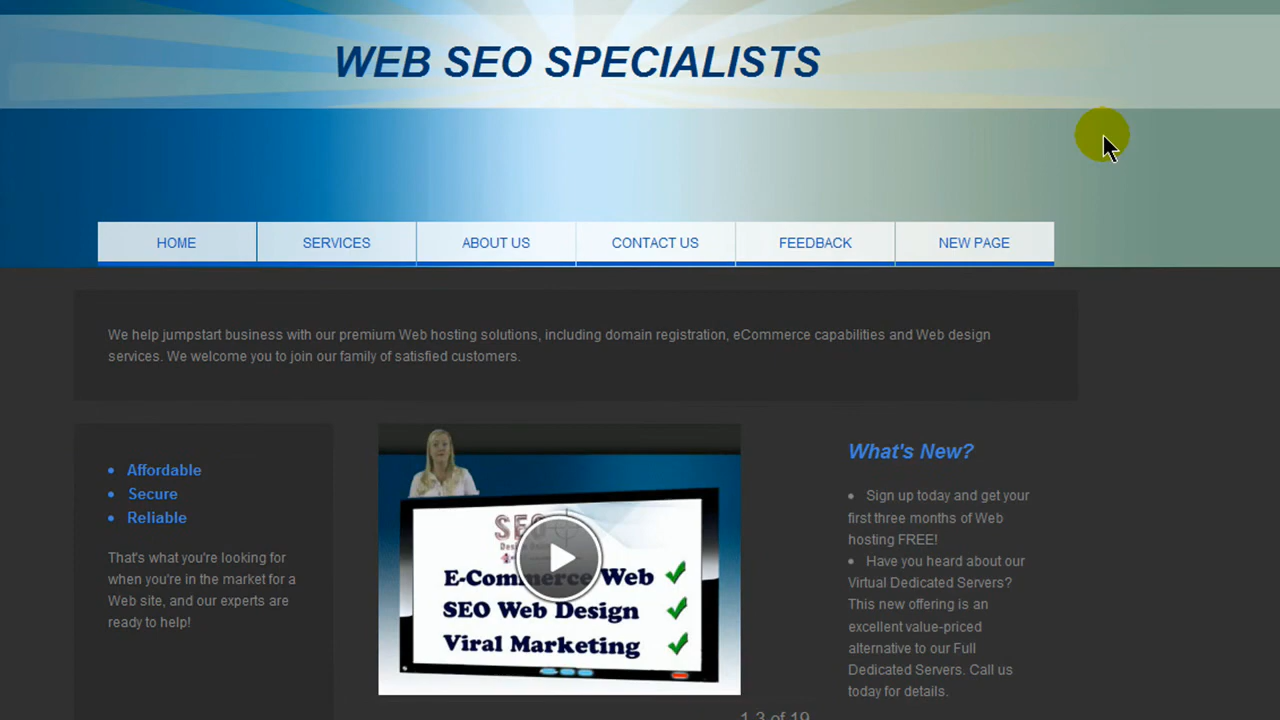 WEB SEO SPECIALISTS
HOME
SERVICES
ABOUT US
CONTACT US
FEEDBACK
NEW PAGE
We help jumpstart business with our premium Web hosting solutions, including domain registration, eCommerce capabilities and Web design
services. We welcome you to join our family of satisfied customers.
• Affordable
• Secure
• Reliable
That's what you're looking for
when you're in the market for a
Web site, and our experts are
ready to help!
SEO
E-Commerce Web
SEO Web Design
Viral Marketing
1-3 of 19
What's New?
• Sign up today and get your
first three months of Web
hosting FREE!
• Have you heard about our
Virtual Dedicated Servers?
This new offering is an
excellent value-priced
alternative to our Full
Dedicated Servers. Call us
today for details.